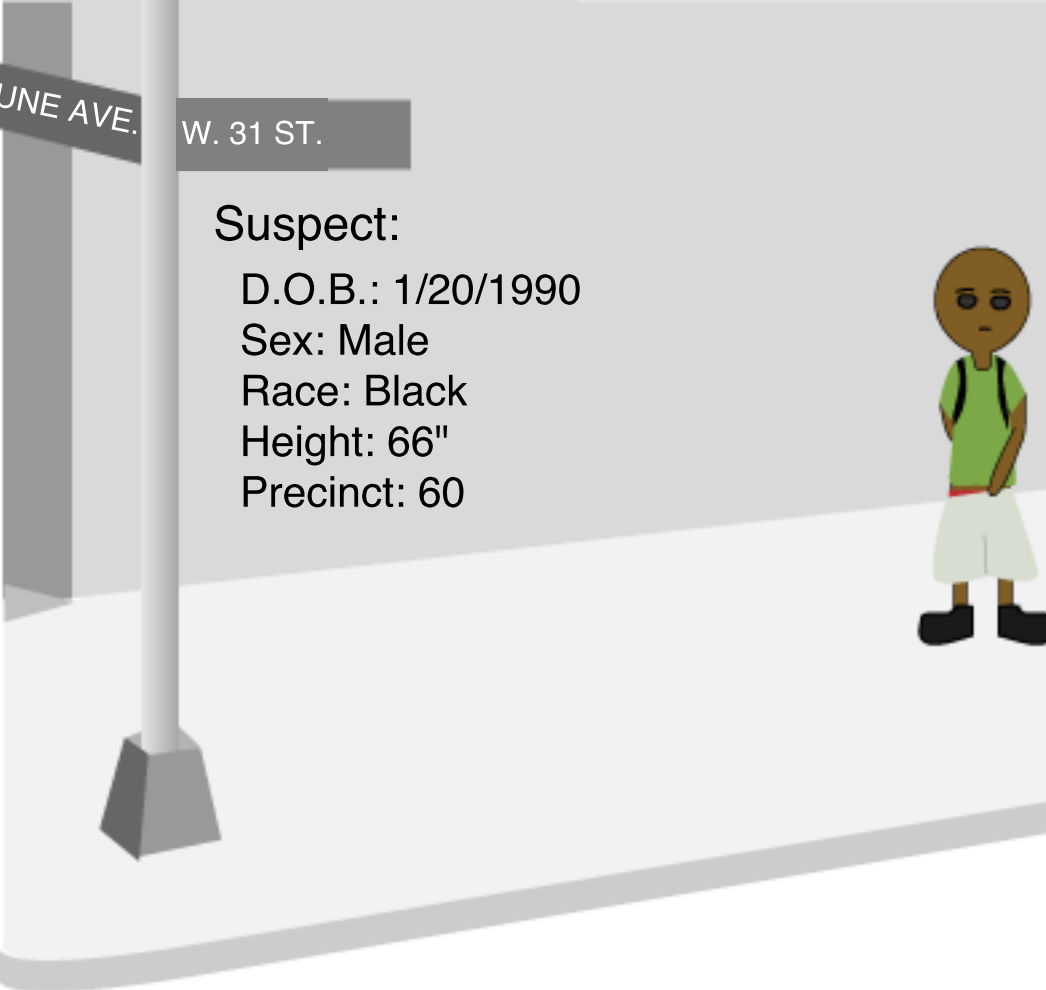 UNE AVE.
W. 31 ST.
Suspect:
D.O.B.: 1/20/1990
Sex: Male
Race: Black
Height: 66"
Precinct: 60